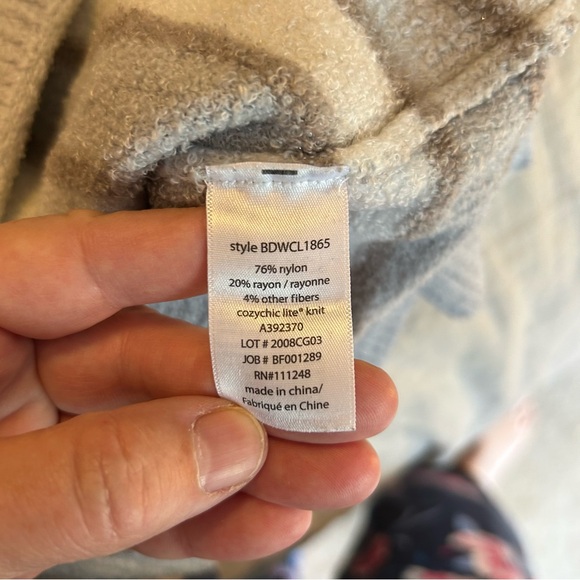 style BDWCL1865
76% nylon
20% rayon / rayonne
4% other fibers
cozychic lite® knit
A392370
LOT # 2008CG03
JOB # BF001289
RN#111248
made in china/
Fabriqué en Chine